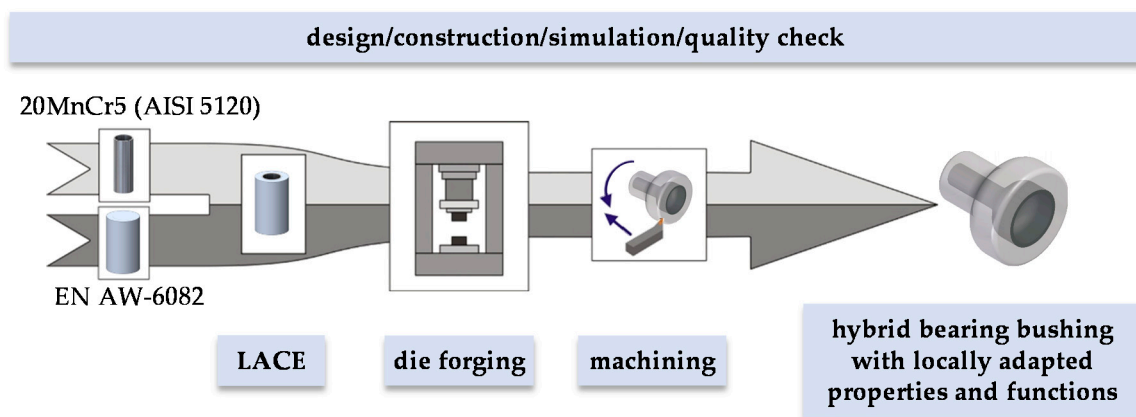 design/construction/simulation/quality check
20MnCr5 (AISI 5120)
EN AW-6082
LACE
die forging
machining
hybrid bearing bushing
with locally adapted
properties and functions